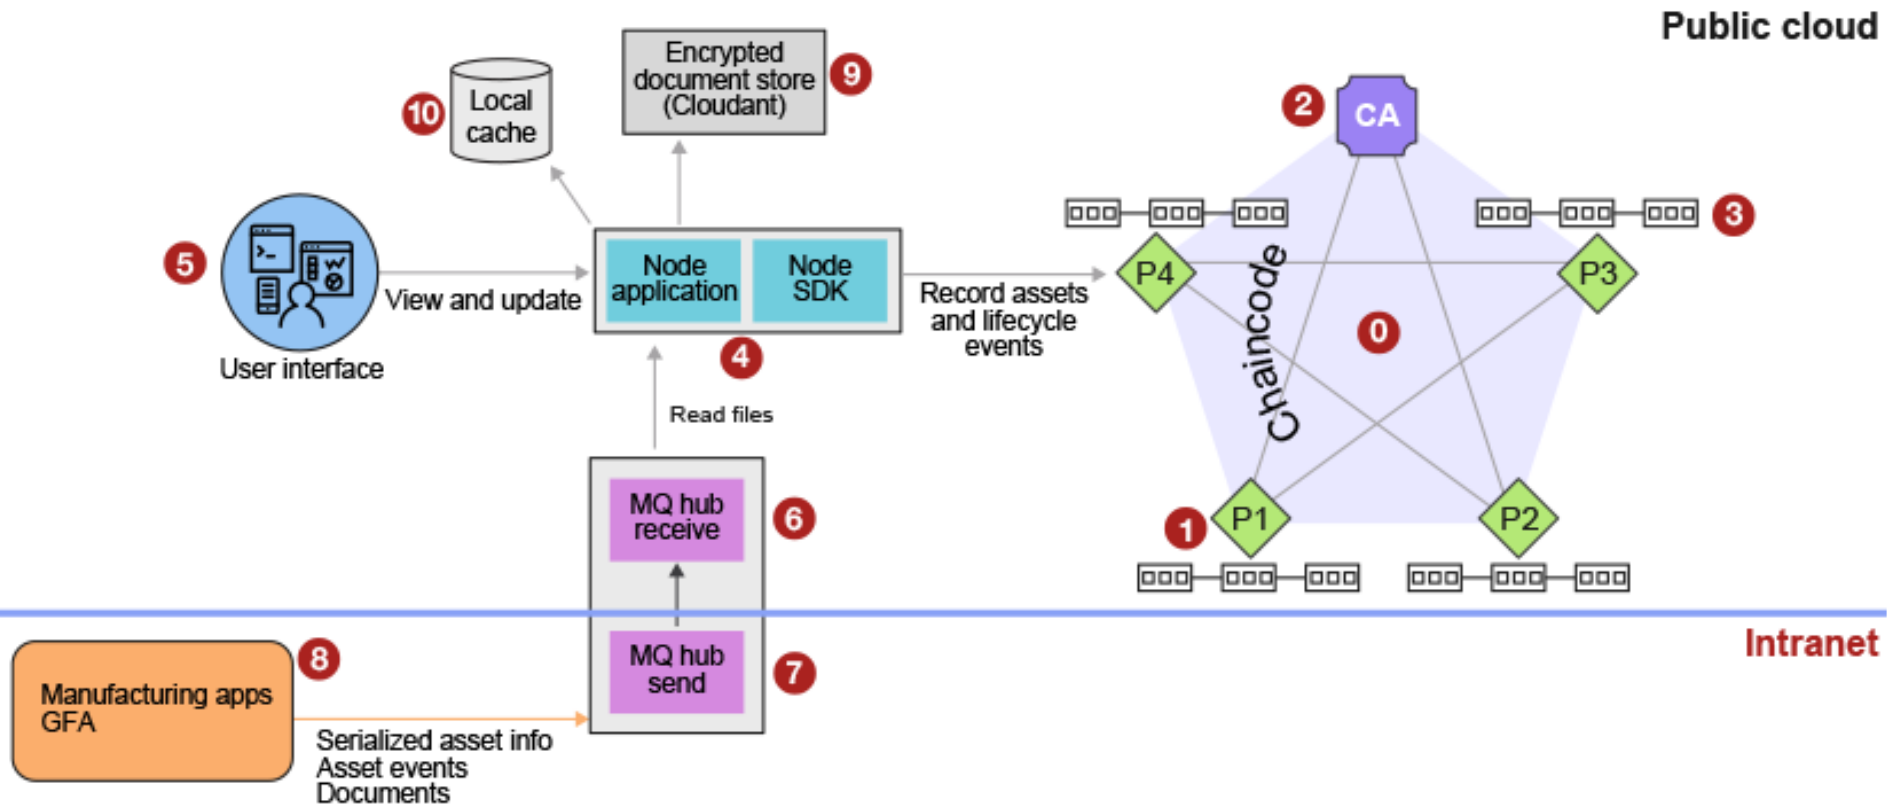 Public cloud
Encrypted
document store
(Cloudant)
9
Local
cache
10
2
CA
3
5
User interface
View and update
Node
application
Node
SDK
4
Record assets
and lifecycle
events
P4
P3
Chaincode
0
Read files
MQ hub
receive
6
1
P1
P2
Intranet
MQ hub
send
7
8
Manufacturing apps
GFA
Serialized asset info
Asset events
Documents